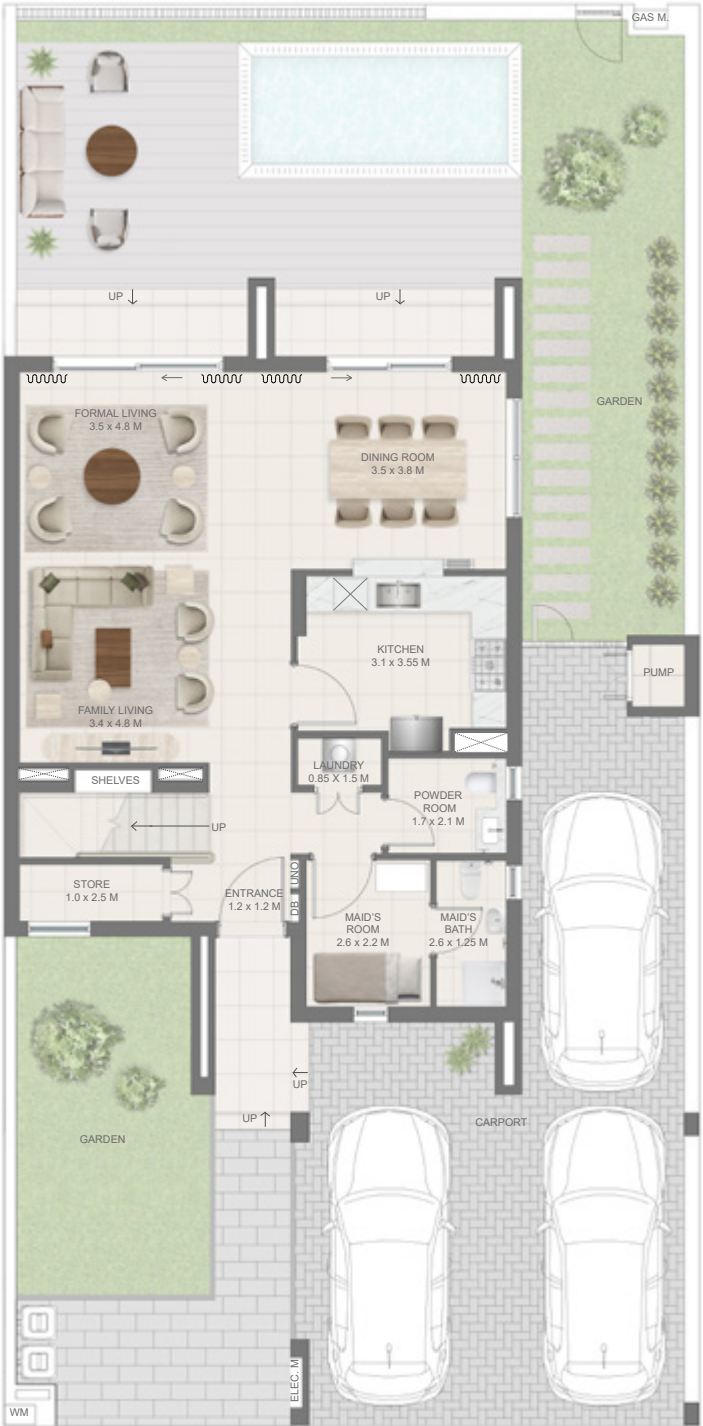 GAS M.
UP
UP
GARDEN
FORMAL LIVING
3.5 x 4.8 M
DINING ROOM
3.5 x 3.8 M
KITCHEN
3.1 x 3.55 M
PUMP
FAMILY LIVING
3.4 x 4.8 M
LAUNDRY
0.85 X 1.5 M
SHELVES
POWDER
ROOM
1.7 x 2.1 M
UP
STORE
1.0 x 2.5 M
ENTRANCE
1.2 x 1.2 M
DB
UNO
MAID'S
ROOM
2.6 x 2.2 M
MAID'S
BATH
2.6 x 1.25 M
UP
UP
CARPORT
GARDEN
ELEC. M
WM